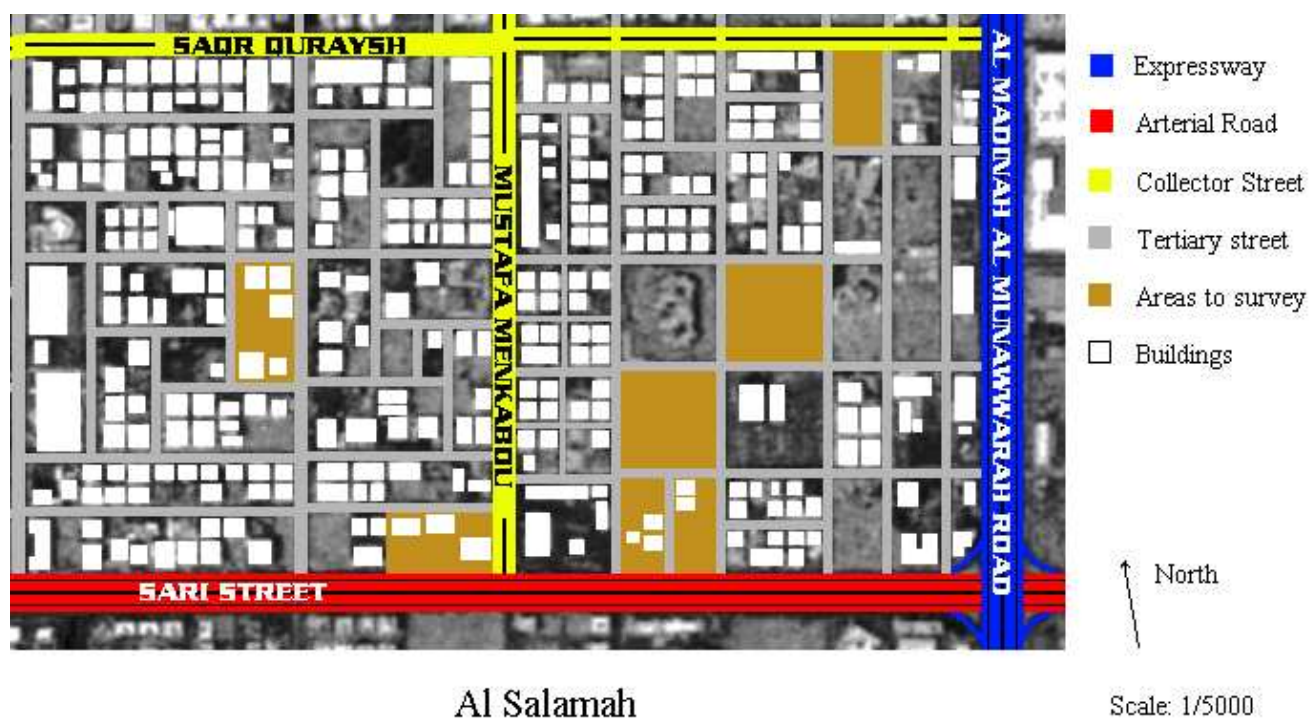 SAQR QURAYSH
MUSTAFA MENKABOU
AL MADINAH AL MUNAWWARAH ROAD
SARI STREET
Expressway
Arterial Road
Collector Street
Tertiary street
Areas to survey
Buildings
North
Al Salamah
Scale: 1/5000